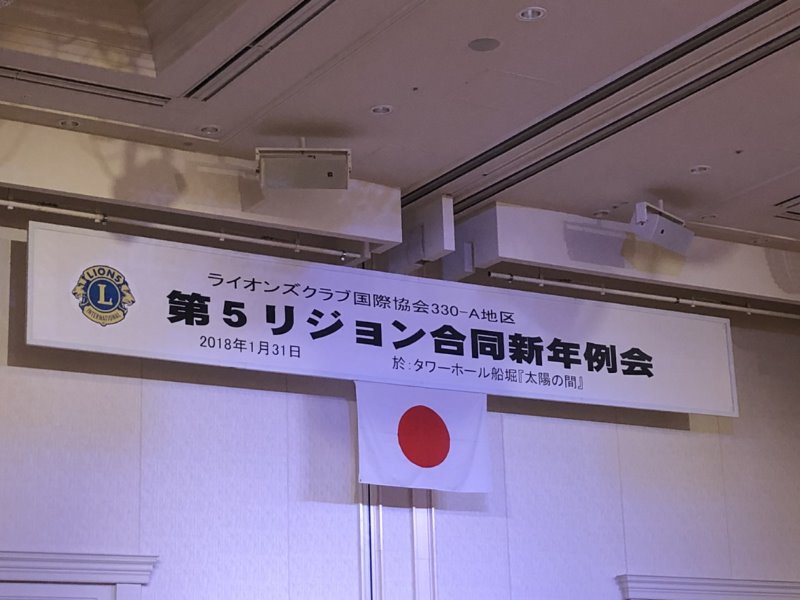 LIONS
L
INTERNATIONAL
ライオンズクラブ国際協会330-A地区
第5リジョン合同新年例会
2018年1月31日
於:タワーホール船堀『太陽の間』